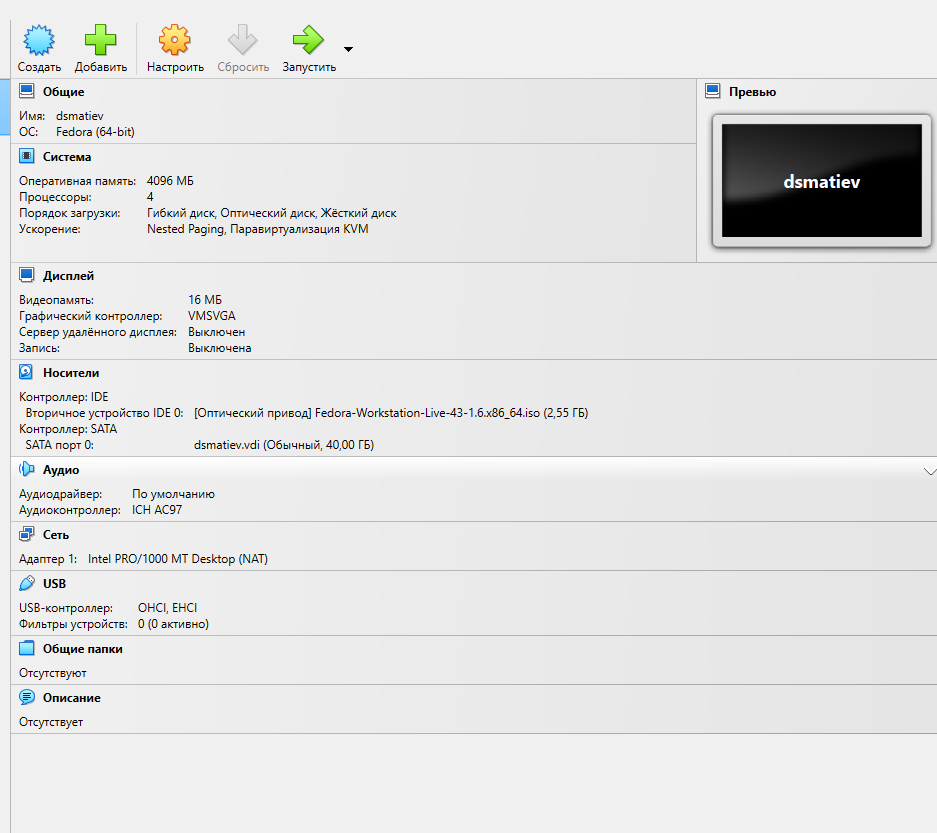 Создать Добавить Настроить Сбросить Запустить
Общие
Имя: dsmatiev
ОС: Fedora (64-bit)
Превью
dsmatiev
Система
Оперативная память: 4096 МБ
Процессоры: 4
Порядок загрузки: Гибкий диск, Оптический диск, Жёсткий диск
Ускорение: Nested Paging, Паравиртуализация KVM
Дисплей
Видеопамять: 16 МБ
Графический контроллер: VMSVGA
Сервер удалённого дисплея: Выключен
Запись: Выключена
Носители
Контроллер: IDE
Вторичное устройство IDE 0: [Оптический привод] Fedora-Workstation-Live-43-1.6.x86_64.iso (2,55 ГБ)
Контроллер: SATA
SATA порт 0: dsmatiev.vdi (Обычный, 40,00 ГБ)
Аудио
Аудиодрайвер: По умолчанию
Аудиоконтроллер: ICH AC97
Сеть
Адаптер 1: Intel PRO/1000 MT Desktop (NAT)
USB
USB-контроллер: OHCI, EHCI
Фильтры устройств: 0 (0 активно)
Общие папки
Отсутствуют
Описание
Отсутствует